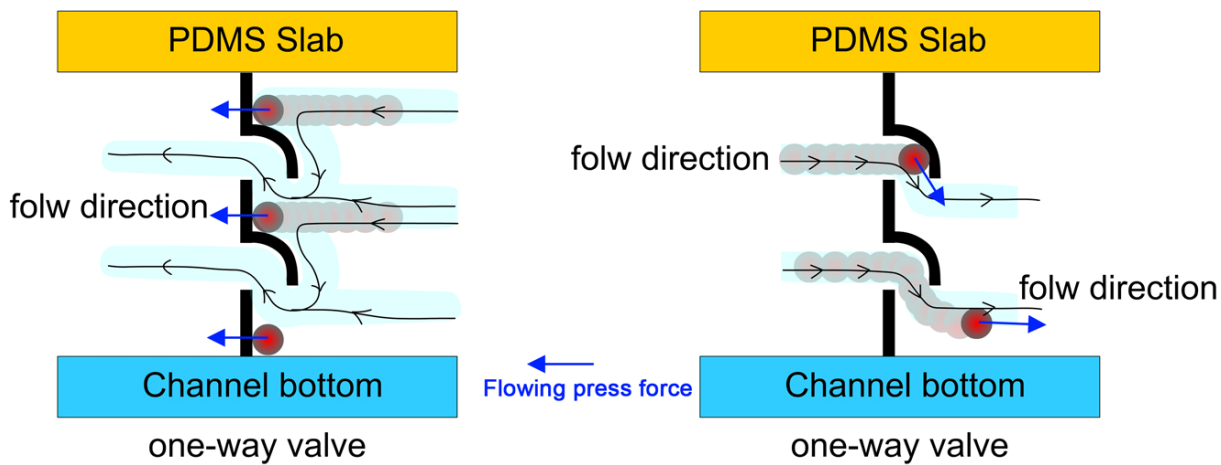 PDMS Slab
PDMS Slab
folw direction
folw direction
folw direction
Channel bottom
Flowing press force
Channel bottom
one-way valve
one-way valve